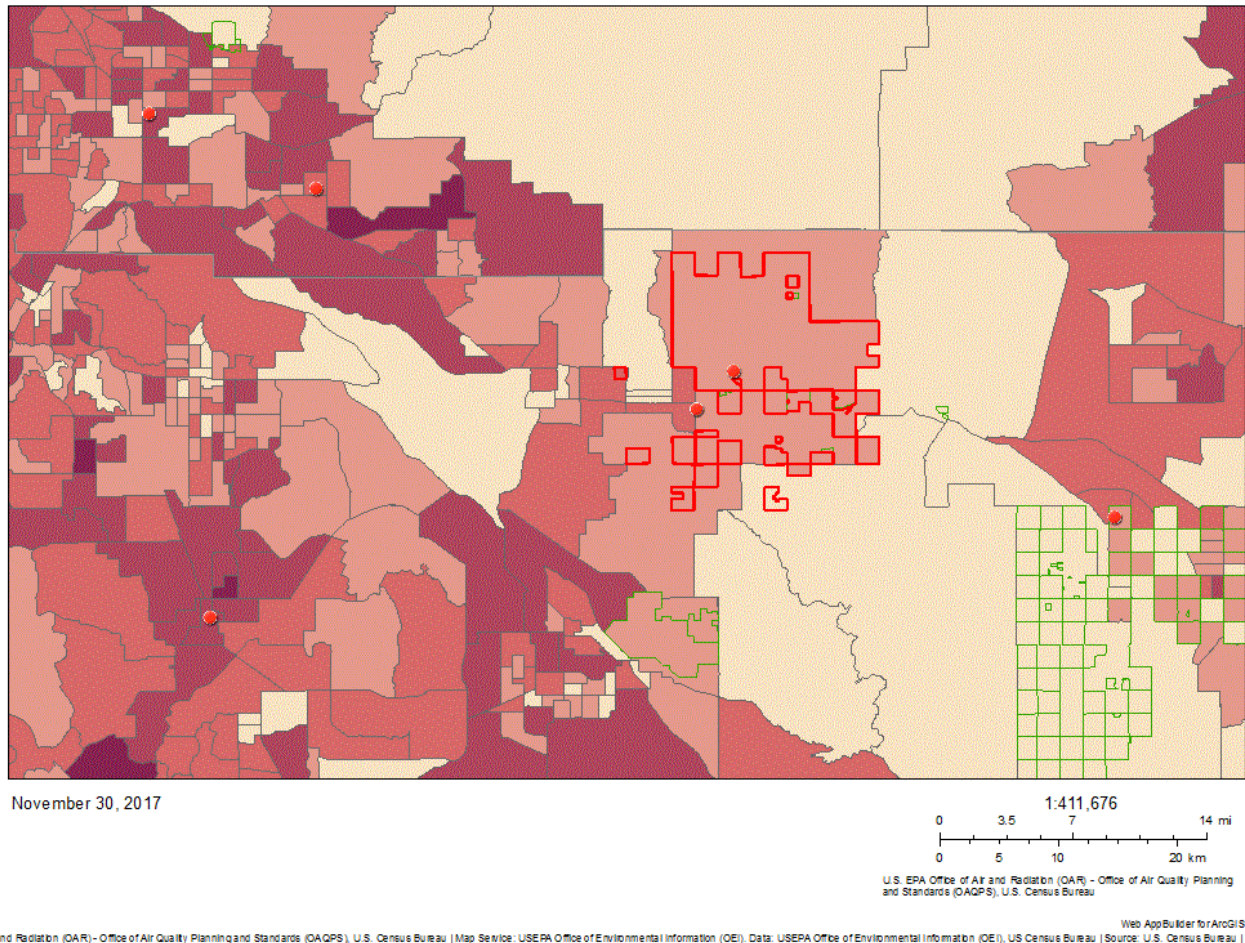 November 30, 2017
1:411,676
0 3.5 7 14 mi
0 5 10 20 km
U.S. EPA Office of Air and Radiation (OAR) - Office of Air Quality Planning
and Standards (OAQPS), U.S. Census Bureau
Web AppBuilder for ArcGIS
nd Radiation (OAR) - Office of Air Quality Planning and Standards (OAQPS), U.S. Census Bureau | Map Service: USEPA Office of Environmental Information (OEI). Data: USEPA Office of Environmental Information (OEI), US Census Bureau | Source: U.S. Census Bureau |